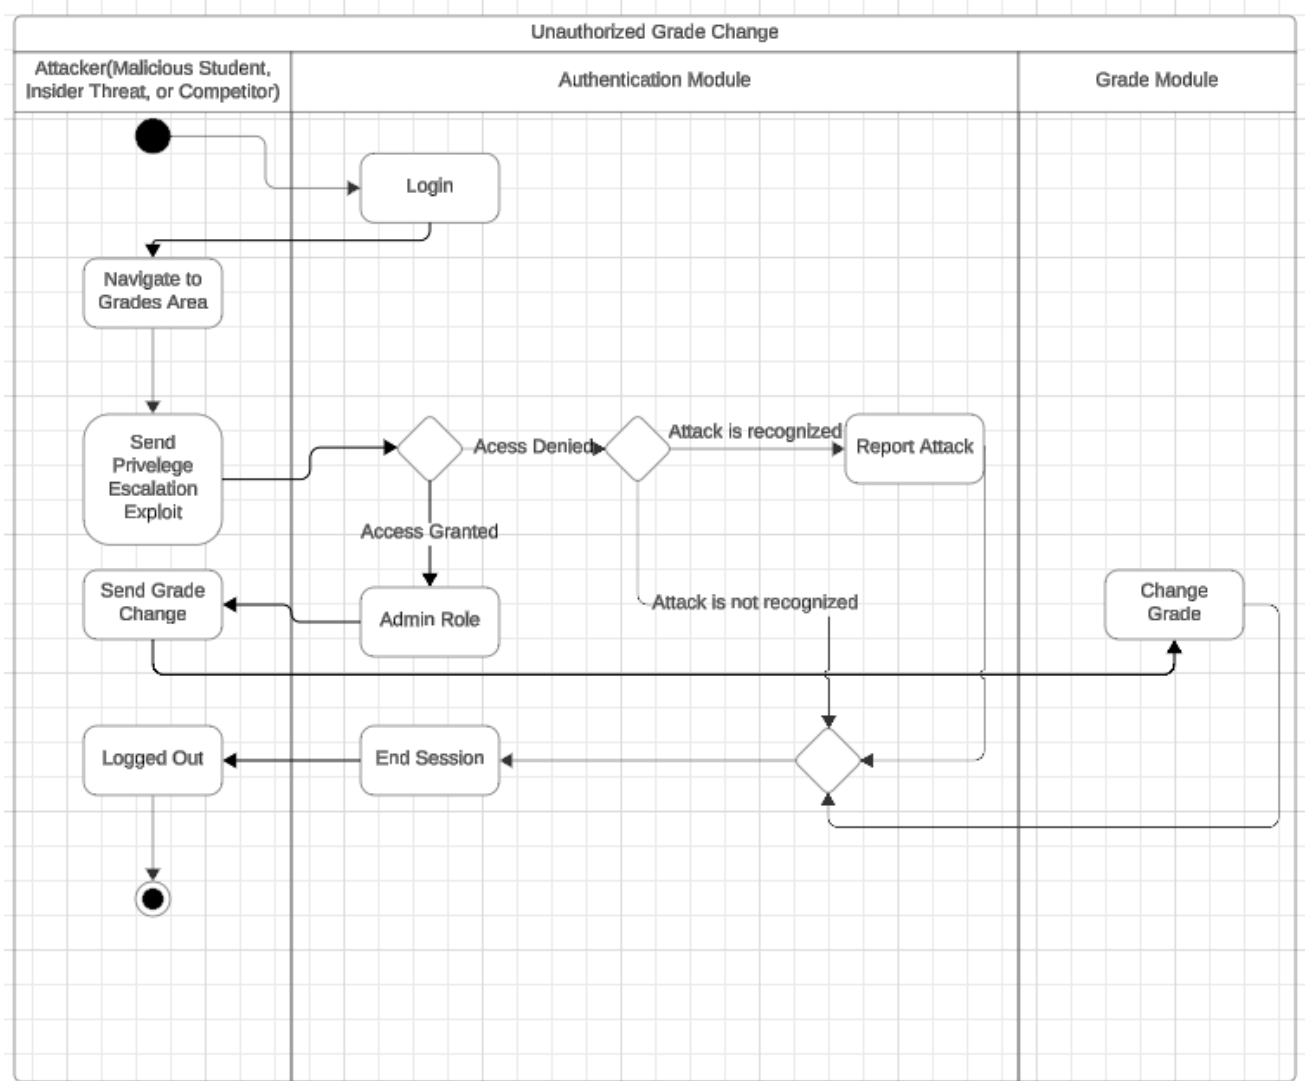 Unauthorized Grade Change
Attacker(Malicious Student,
Insider Threat, or Competitor)
Authentication Module
Grade Module
Login
Navigate to
Grades Area
Send
Privelege
Escalation
Exploit
Acess Denied
Attack is recognized
Report Attack
Access Granted
Send Grade
Change
Admin Role
Attack is not recognized
Change
Grade
Logged Out
End Session